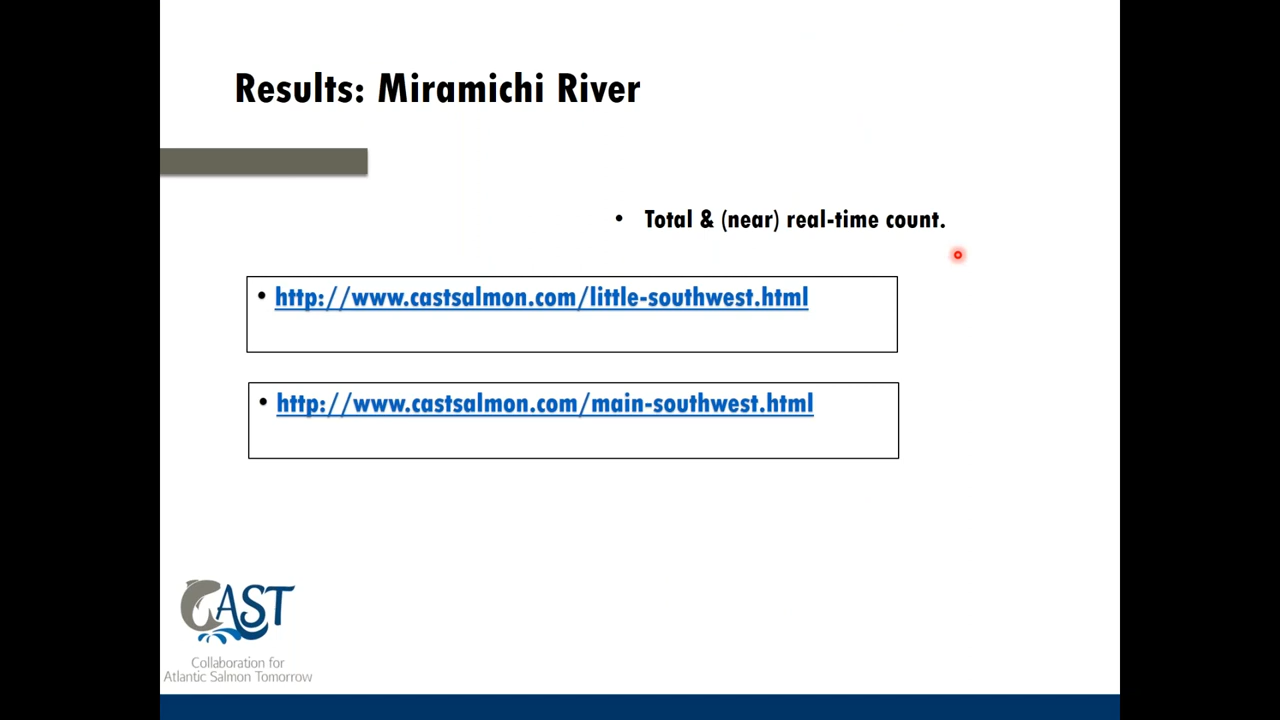 Results: Miramichi River
• Total & (near) real-time count.
• http://www.castsalmon.com/little-southwest.html
• http://www.castsalmon.com/main-southwest.html
CAST
Collaboration for
Atlantic Salmon Tomorrow